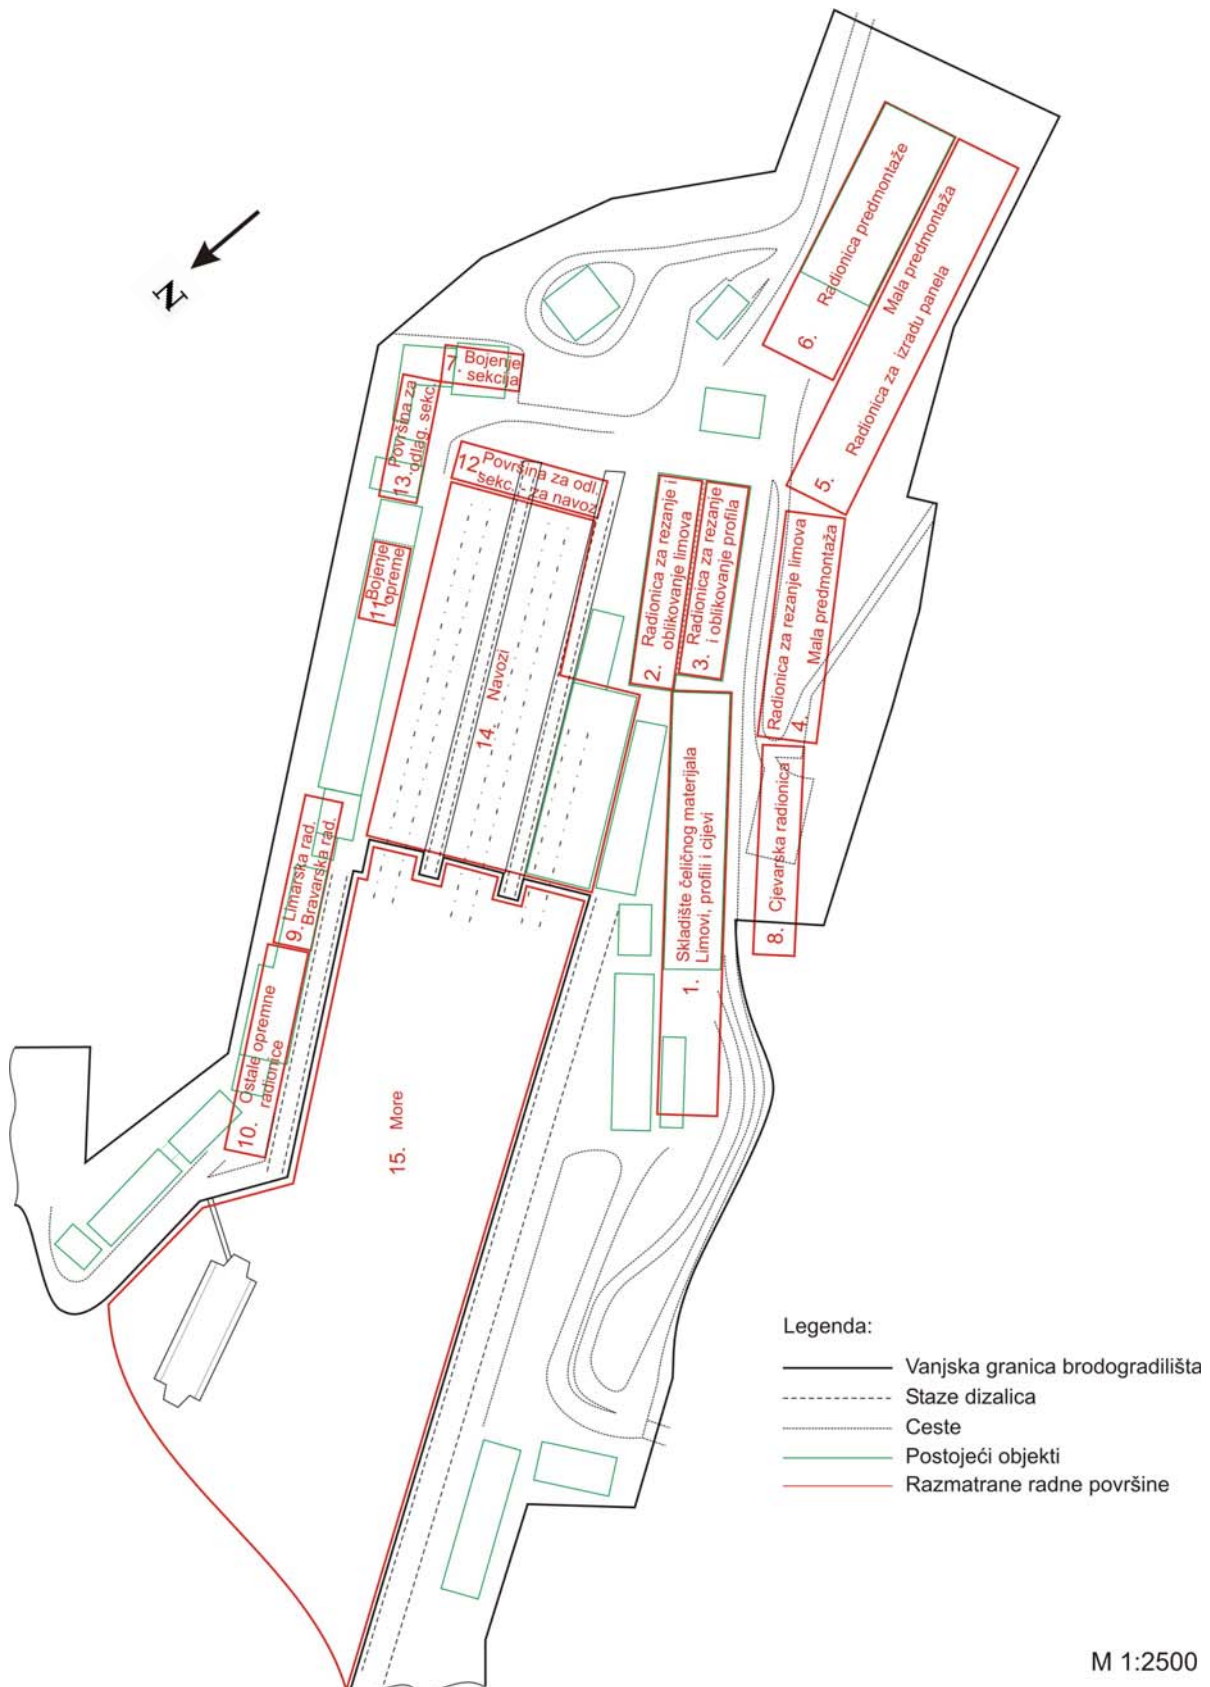 N
6. Radionica predmontaže
Mala predmontaža
5. Radionica za izradu panela
7. Bojenje
sekcija
13. Površina za
odlag. sekc.
12. Površina za odl.
sekc. - za navoz
11. Bojenje
opreme
2. Radionica za rezanje i
oblikovanje limova
3. Radionica za rezanje
i oblikovanje profila
Radionica za rezanje limova
4. Mala predmontaža
14. Navozi
8. Cjevarska radionica
1. Skladište čeličnog materijala
Limovi, profili i cijevi
9. Limarska rad.
Bravarska rad.
10. Ostale opremne
radionice
15. More
Legenda:
Vanjska granica brodogradilišta
Staze dizalica
Ceste
Postojeći objekti
Razmatrane radne površine
M 1:2500